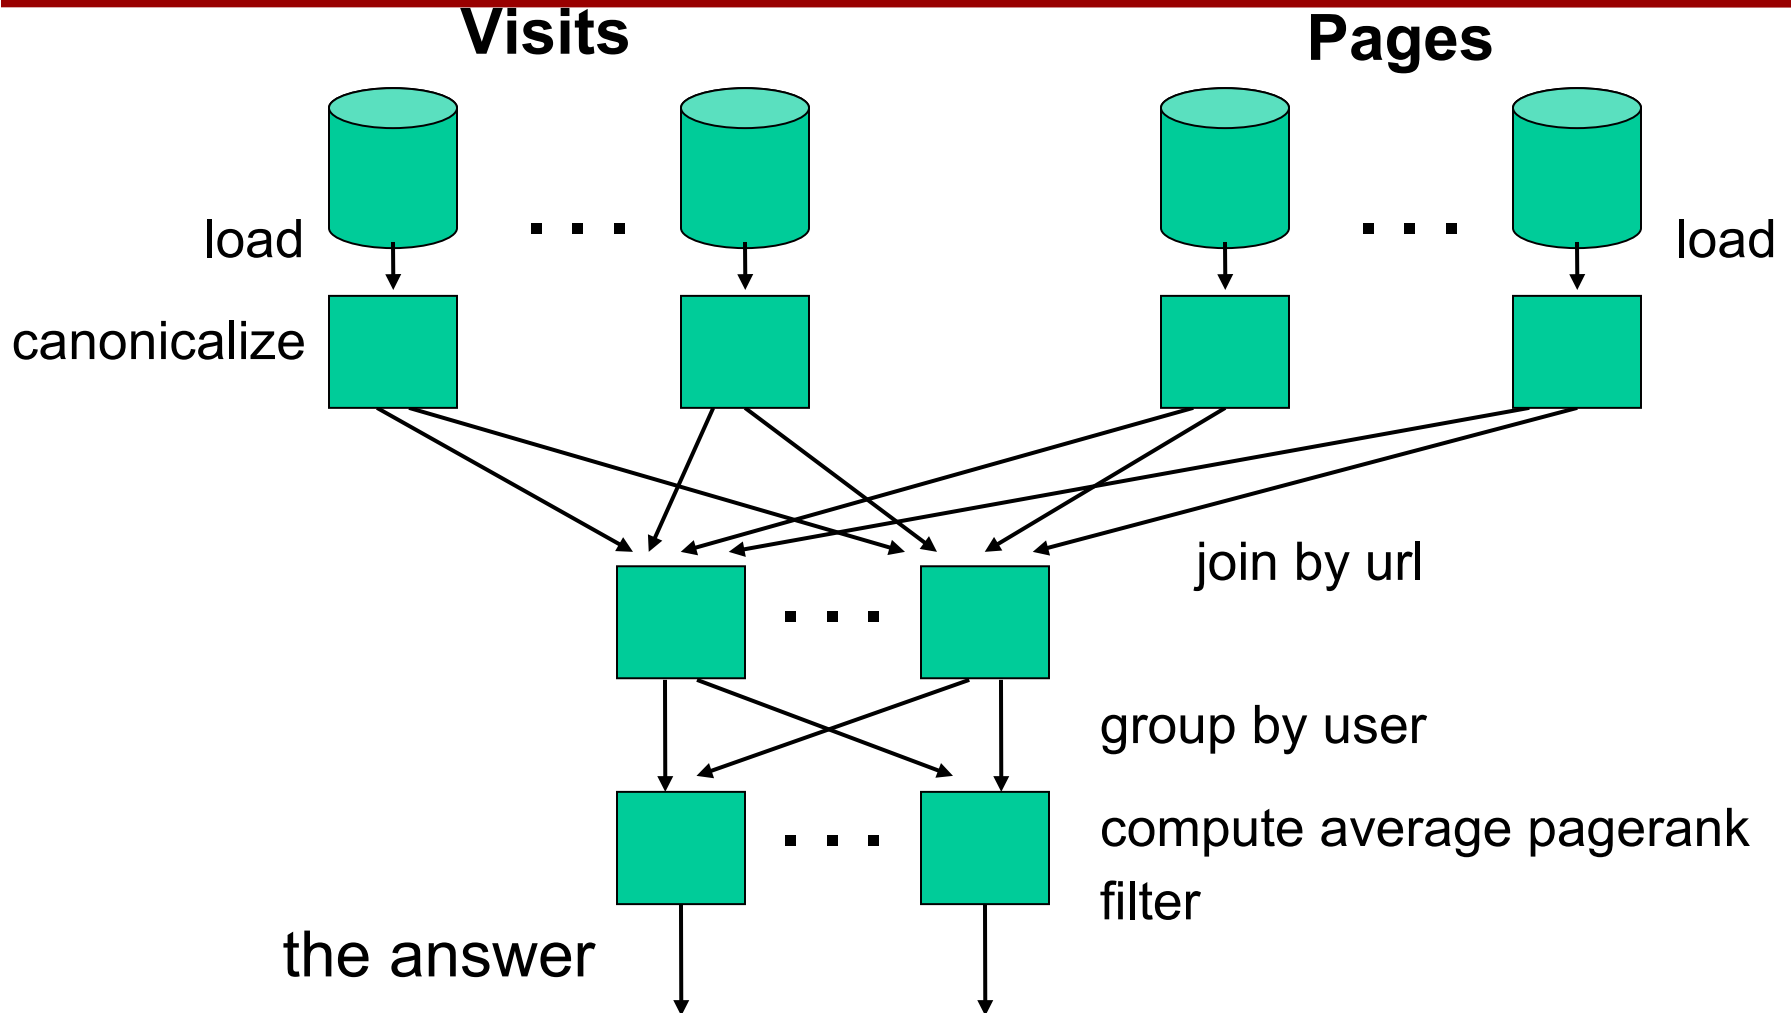 Visits
Pages
load
. . .
. . .
load
canonicalize
join by url
. . .
group by user
. . .
compute average pagerank
filter
the answer